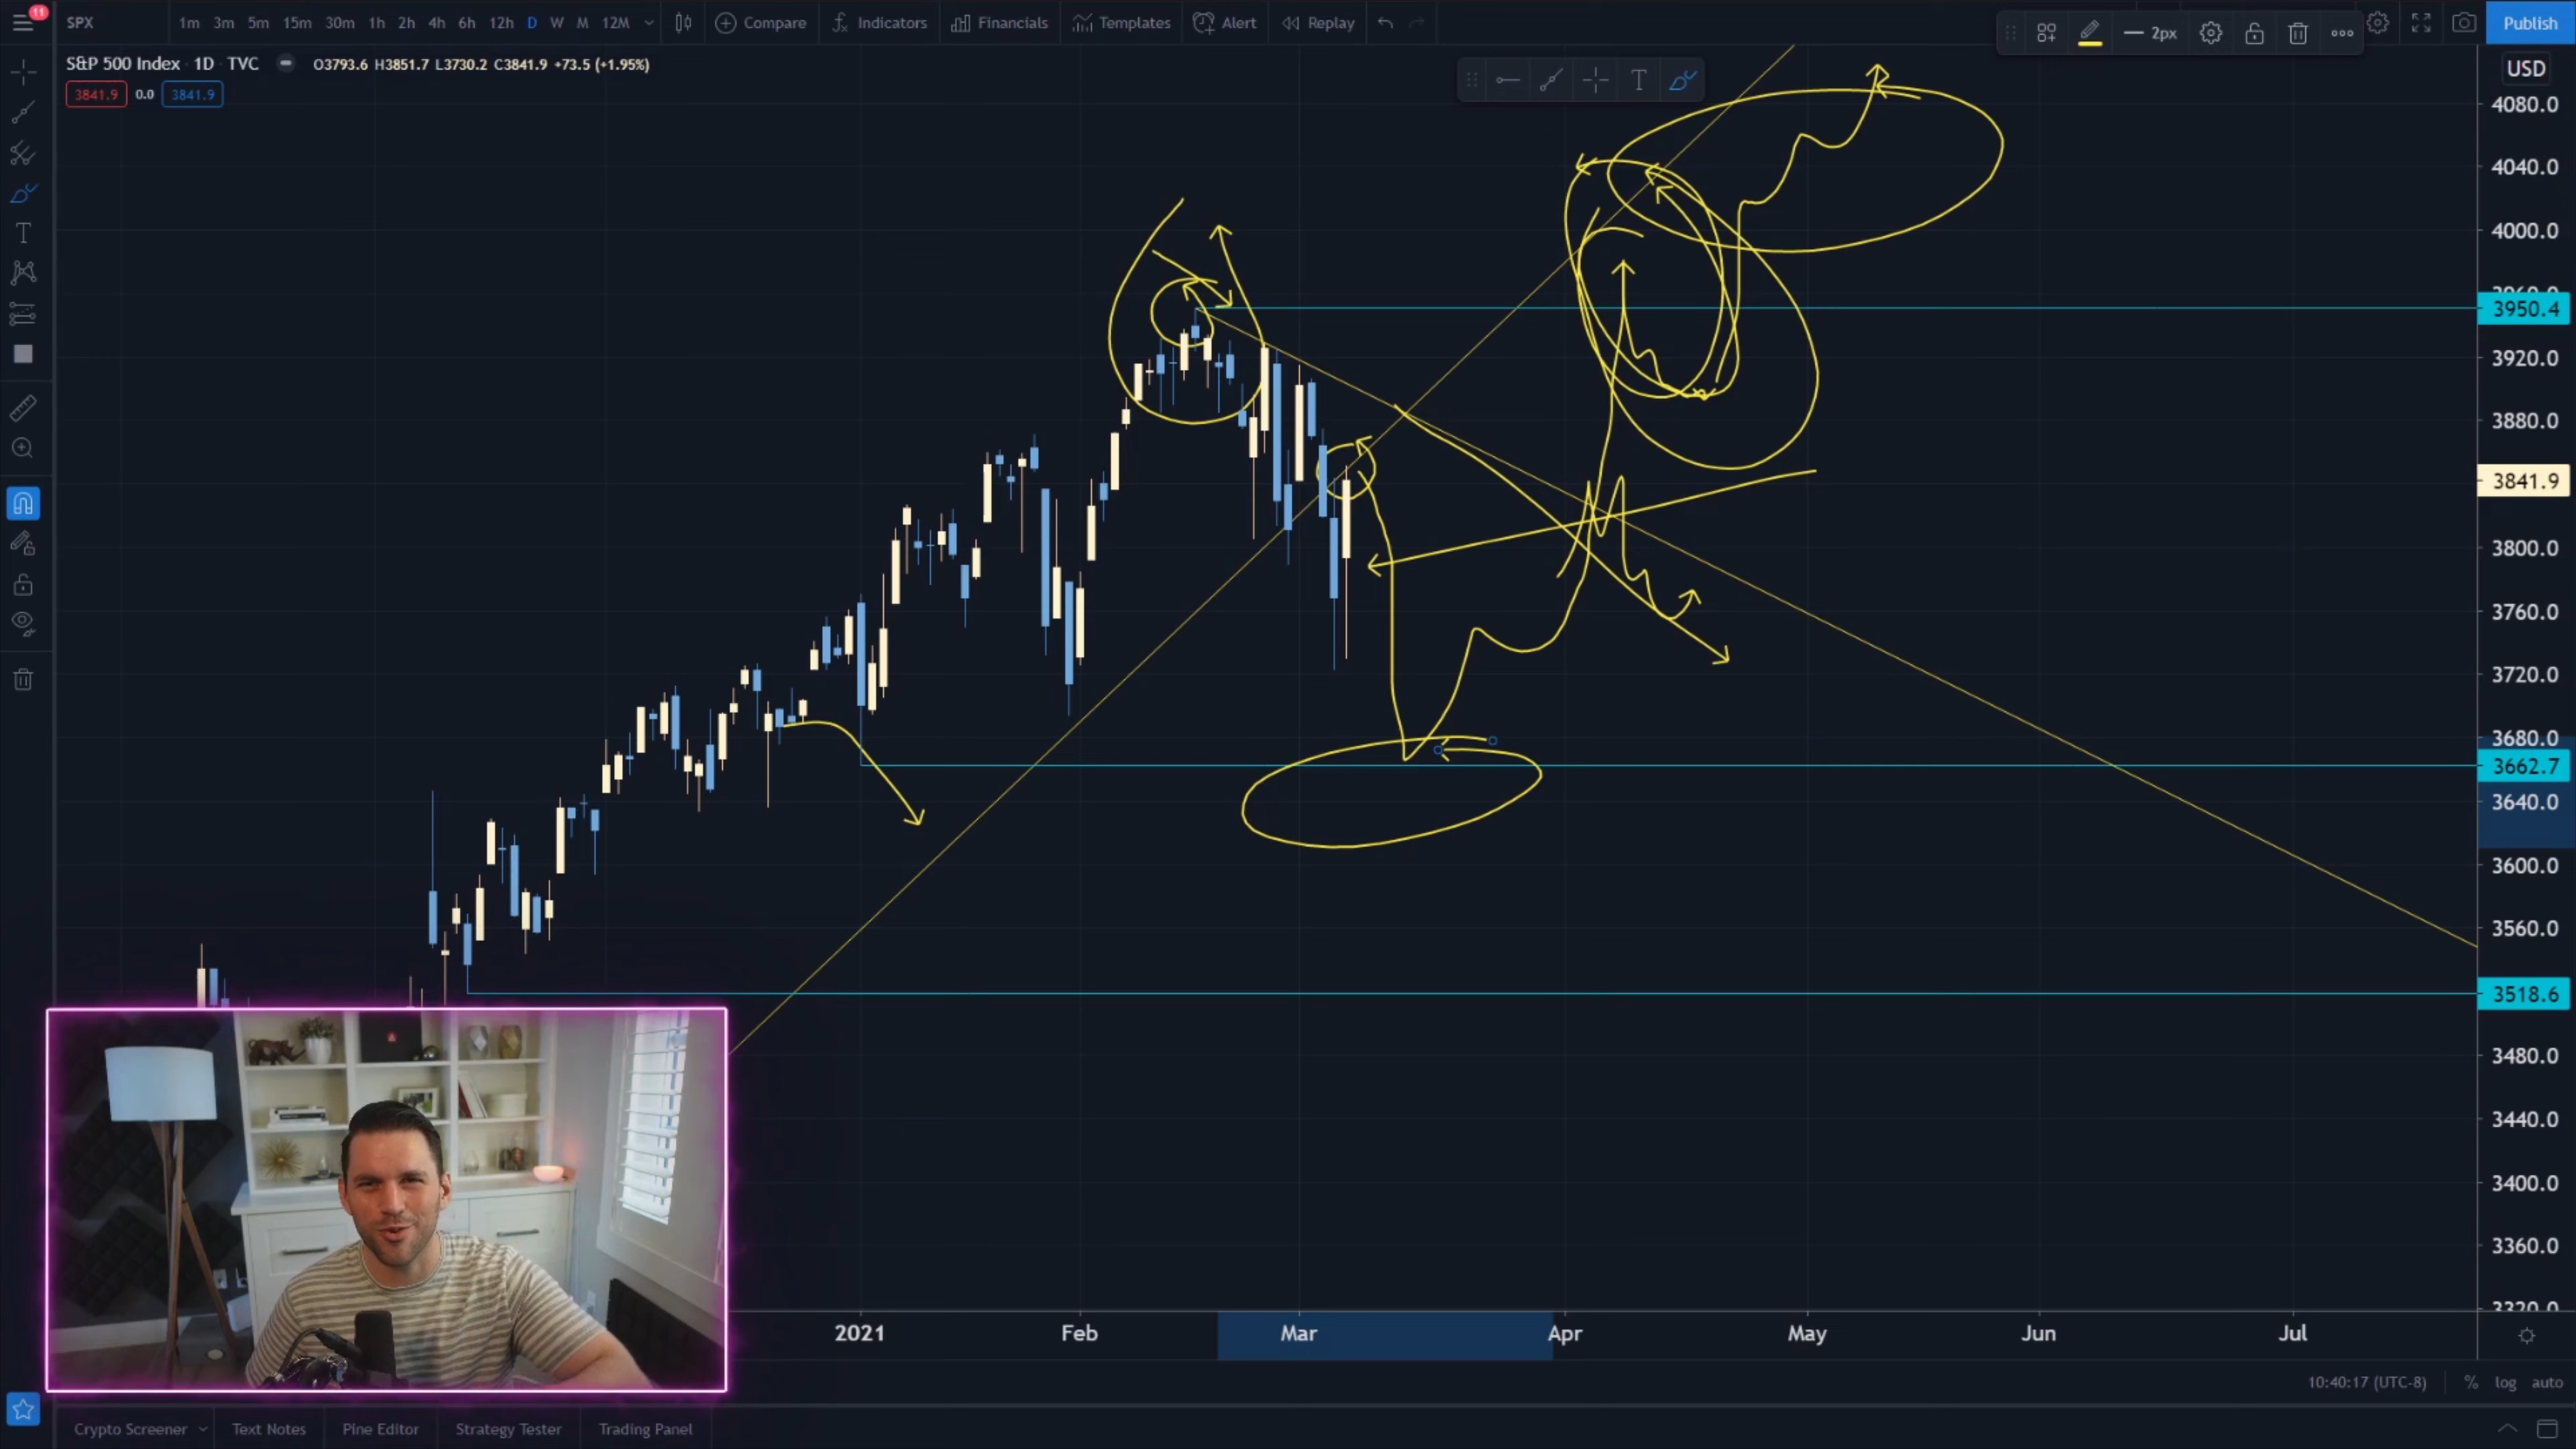 11
SPX 1m 3m 5m 15m 30m 1h 2h 4h 6h 12h D W M 12M Compare Indicators Financials Templates Alert Replay 2px Publish
S&P 500 Index · 1D · TVC O3793.6 H3851.7 L3730.2 C3841.9 +73.5 (+1.95%)
3841.9 0.0 3841.9
T
T
USD
4080.0
4040.0
4000.0
3960.0
3950.4
3920.0
3880.0
3841.9
3800.0
3760.0
3720.0
3680.0
3662.7
3640.0
3600.0
3560.0
3518.6
3480.0
3440.0
3400.0
3360.0
3320.0
2021 Feb Mar Apr May Jun Jul
10:40:17 (UTC-8) % log auto
Crypto Screener Text Notes Pine Editor Strategy Tester Trading Panel